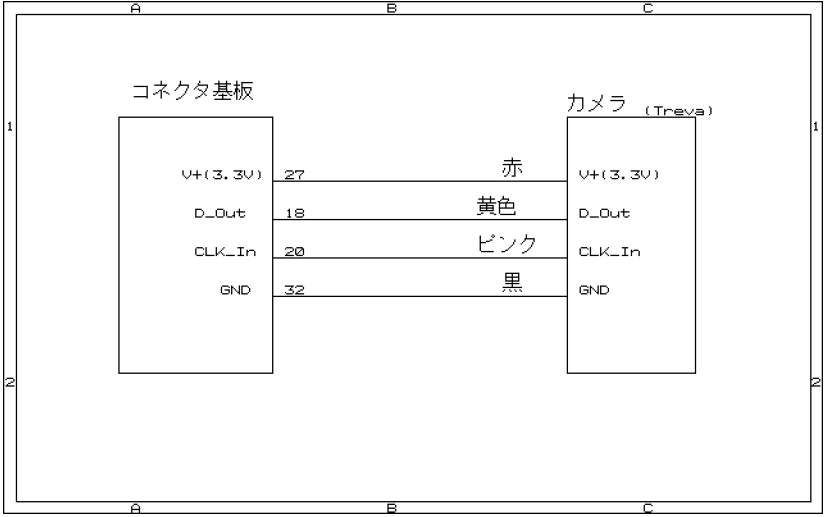 A B C
コネクタ基板
カメラ (Treva)
1 1
V+(3.3V) 27 赤 V+(3.3V)
D_Out 18 黄色 D_Out
CLK_In 20 ピンク CLK_In
GND 32 黒 GND
2 2
A B C